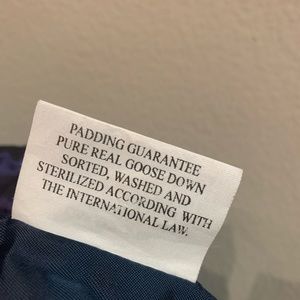 PADDING GUARANTEE
PURE REAL GOOSE DOWN
SORTED, WASHED AND
STERILIZED ACCORDING WITH
THE INTERNATIONAL LAW.